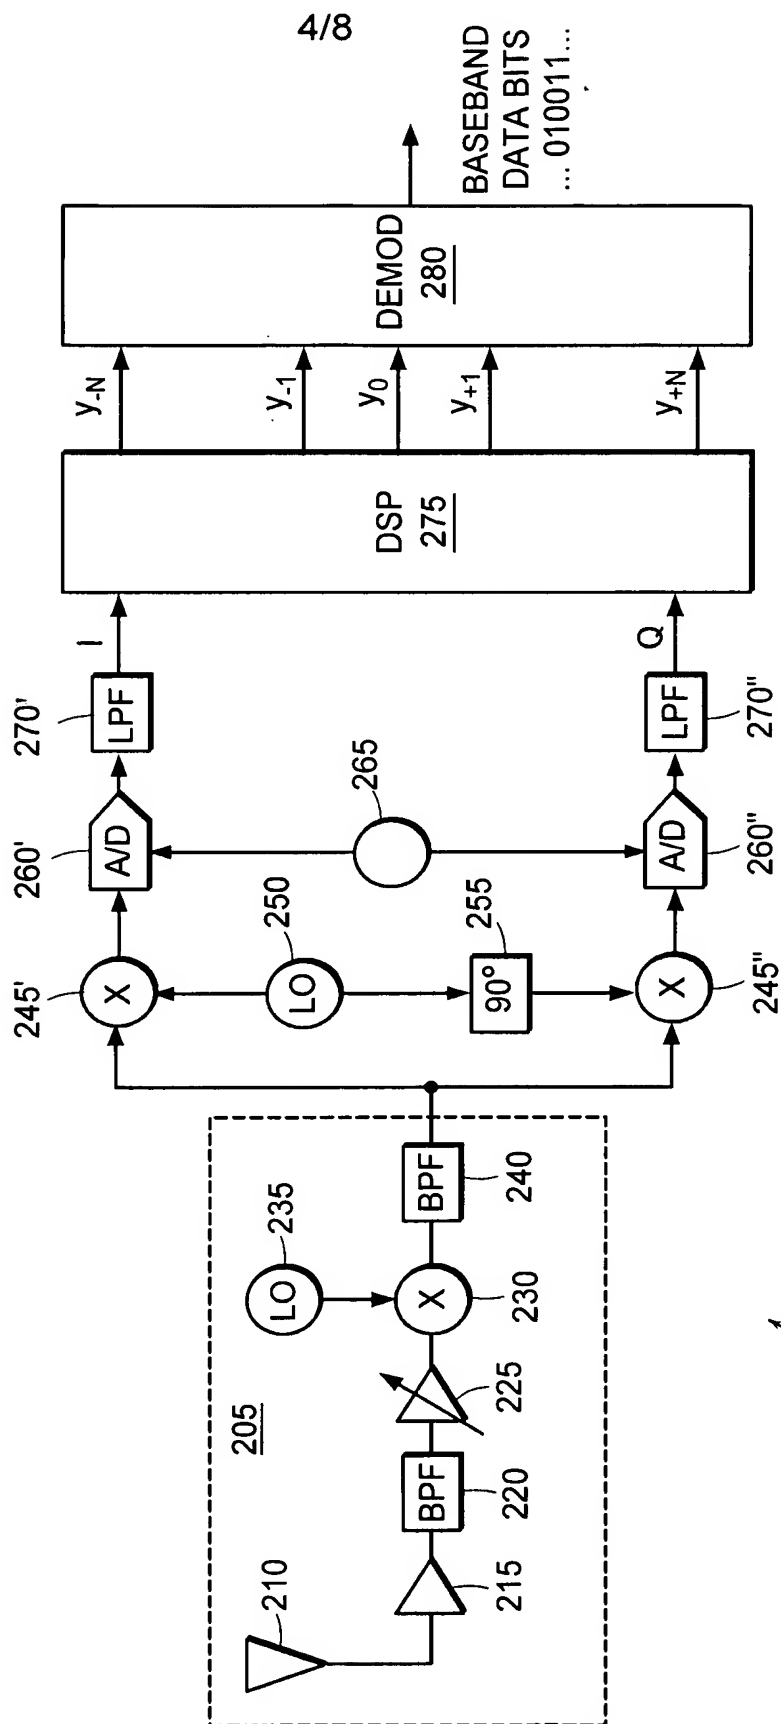 4/8
205
210
215
BPF
220
225
LO
235
X
230
BPF
240
245'
X
LO
250
90°
255
X
245"
260'
A/D
265
A/D
260"
270'
LPF
I
LPF
270"
Q
DSP
275
y-N
y-1
y0
y+1
y+N
DEMOD
280
BASEBAND
DATA BITS
... 010011...